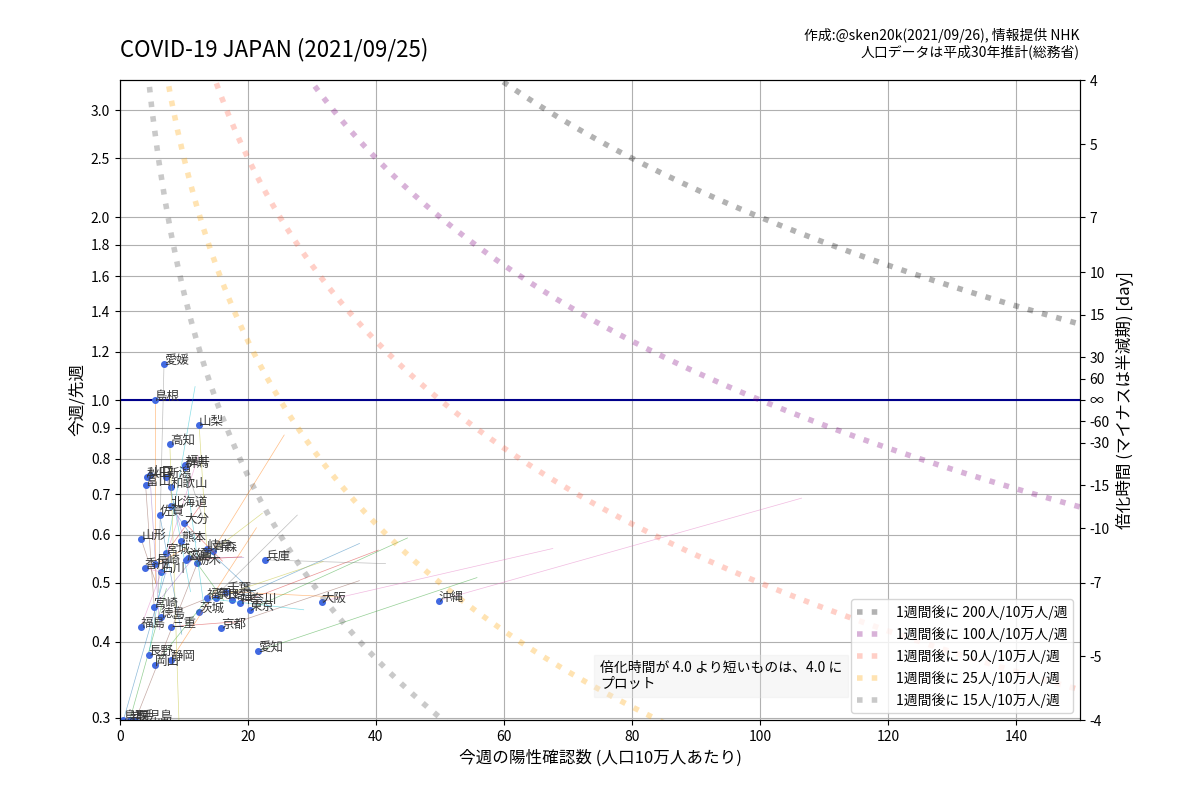 COVID-19 JAPAN (2021/09/25)
作成:@sken20k(2021/09/26), 情報提供 NHK
人口データは平成30年推計(総務省)
今週/先週
3.0
2.5
2.0
1.8
1.6
1.4
1.2
1.0
0.9
0.8
0.7
0.6
0.5
0.4
0.3
愛媛
島根
山梨
高知
和歌山
北海道
佐賀
大分
山形
熊本
宮城
青森
兵庫
栃木
石川
千葉
大阪
沖縄
宮崎
茨城
東京
徳島
福島
三重
京都
愛知
長野
静岡
岡山
倍化時間が 4.0 より短いものは、4.0 に
プロット
1週間後に 200人/10万人/週
1週間後に 100人/10万人/週
1週間後に 50人/10万人/週
1週間後に 25人/10万人/週
1週間後に 15人/10万人/週
4
5
7
10
15
30
60
∞
-60
-30
-15
-10
-7
-5
-4
倍化時間 (マイナスは半減期) [day]
0
20
40
60
80
100
120
140
今週の陽性確認数 (人口10万人あたり)